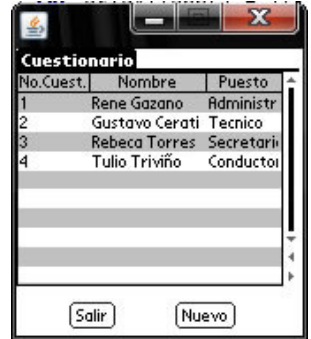 Cuestionario
No.Cuest. Nombre Puesto
1 Rene Gazano Administr
2 Gustavo Cerati Tecnico
3 Rebeca Torres Secretari
4 Tulio Triviño Conductor
Salir Nuevo